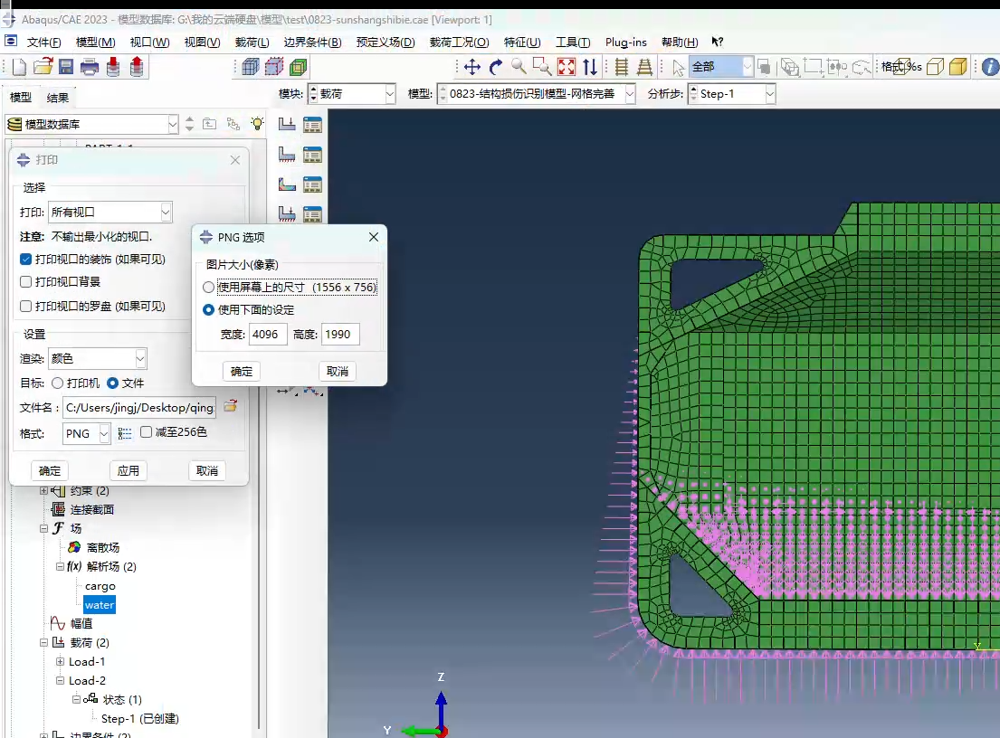 Abaqus/CAE 2023 - 模型数据库: G:\我的云端硬盘\模型\test\0823-sunshangshibie.cae [Viewport: 1]
文件(F) 模型(M) 视口(W) 视图(V) 载荷(L) 边界条件(B) 预定义场(D) 载荷工况(O) 特征(U) 工具(T) Plug-ins 帮助(H)
全部
模型 结果 模块: 载荷 模型: 0823-结构损伤识别模型-网格完善 分析步: Step-1
模型数据库
打印
选择
打印: 所有视口
注意: 不输出最小化的视口.
打印视口的装饰 (如果可见)
打印视口背景
打印视口的罗盘 (如果可见)
设置
渲染: 颜色
目标: 打印机 文件
文件名: C:/Users/jingj/Desktop/qing
格式: PNG 减至256色
确定 应用 取消
PNG 选项
图片大小(像素)
使用屏幕上的尺寸 (1556 x 756)
使用下面的设定
宽度: 4096 高度: 1990
确定 取消
约束 (2)
连接截面
场
离散场
f(x) 解析场 (2)
cargo
water
幅值
载荷 (2)
Load-1
Load-2
状态 (1)
Step-1 (已创建)
Z
Y
Y